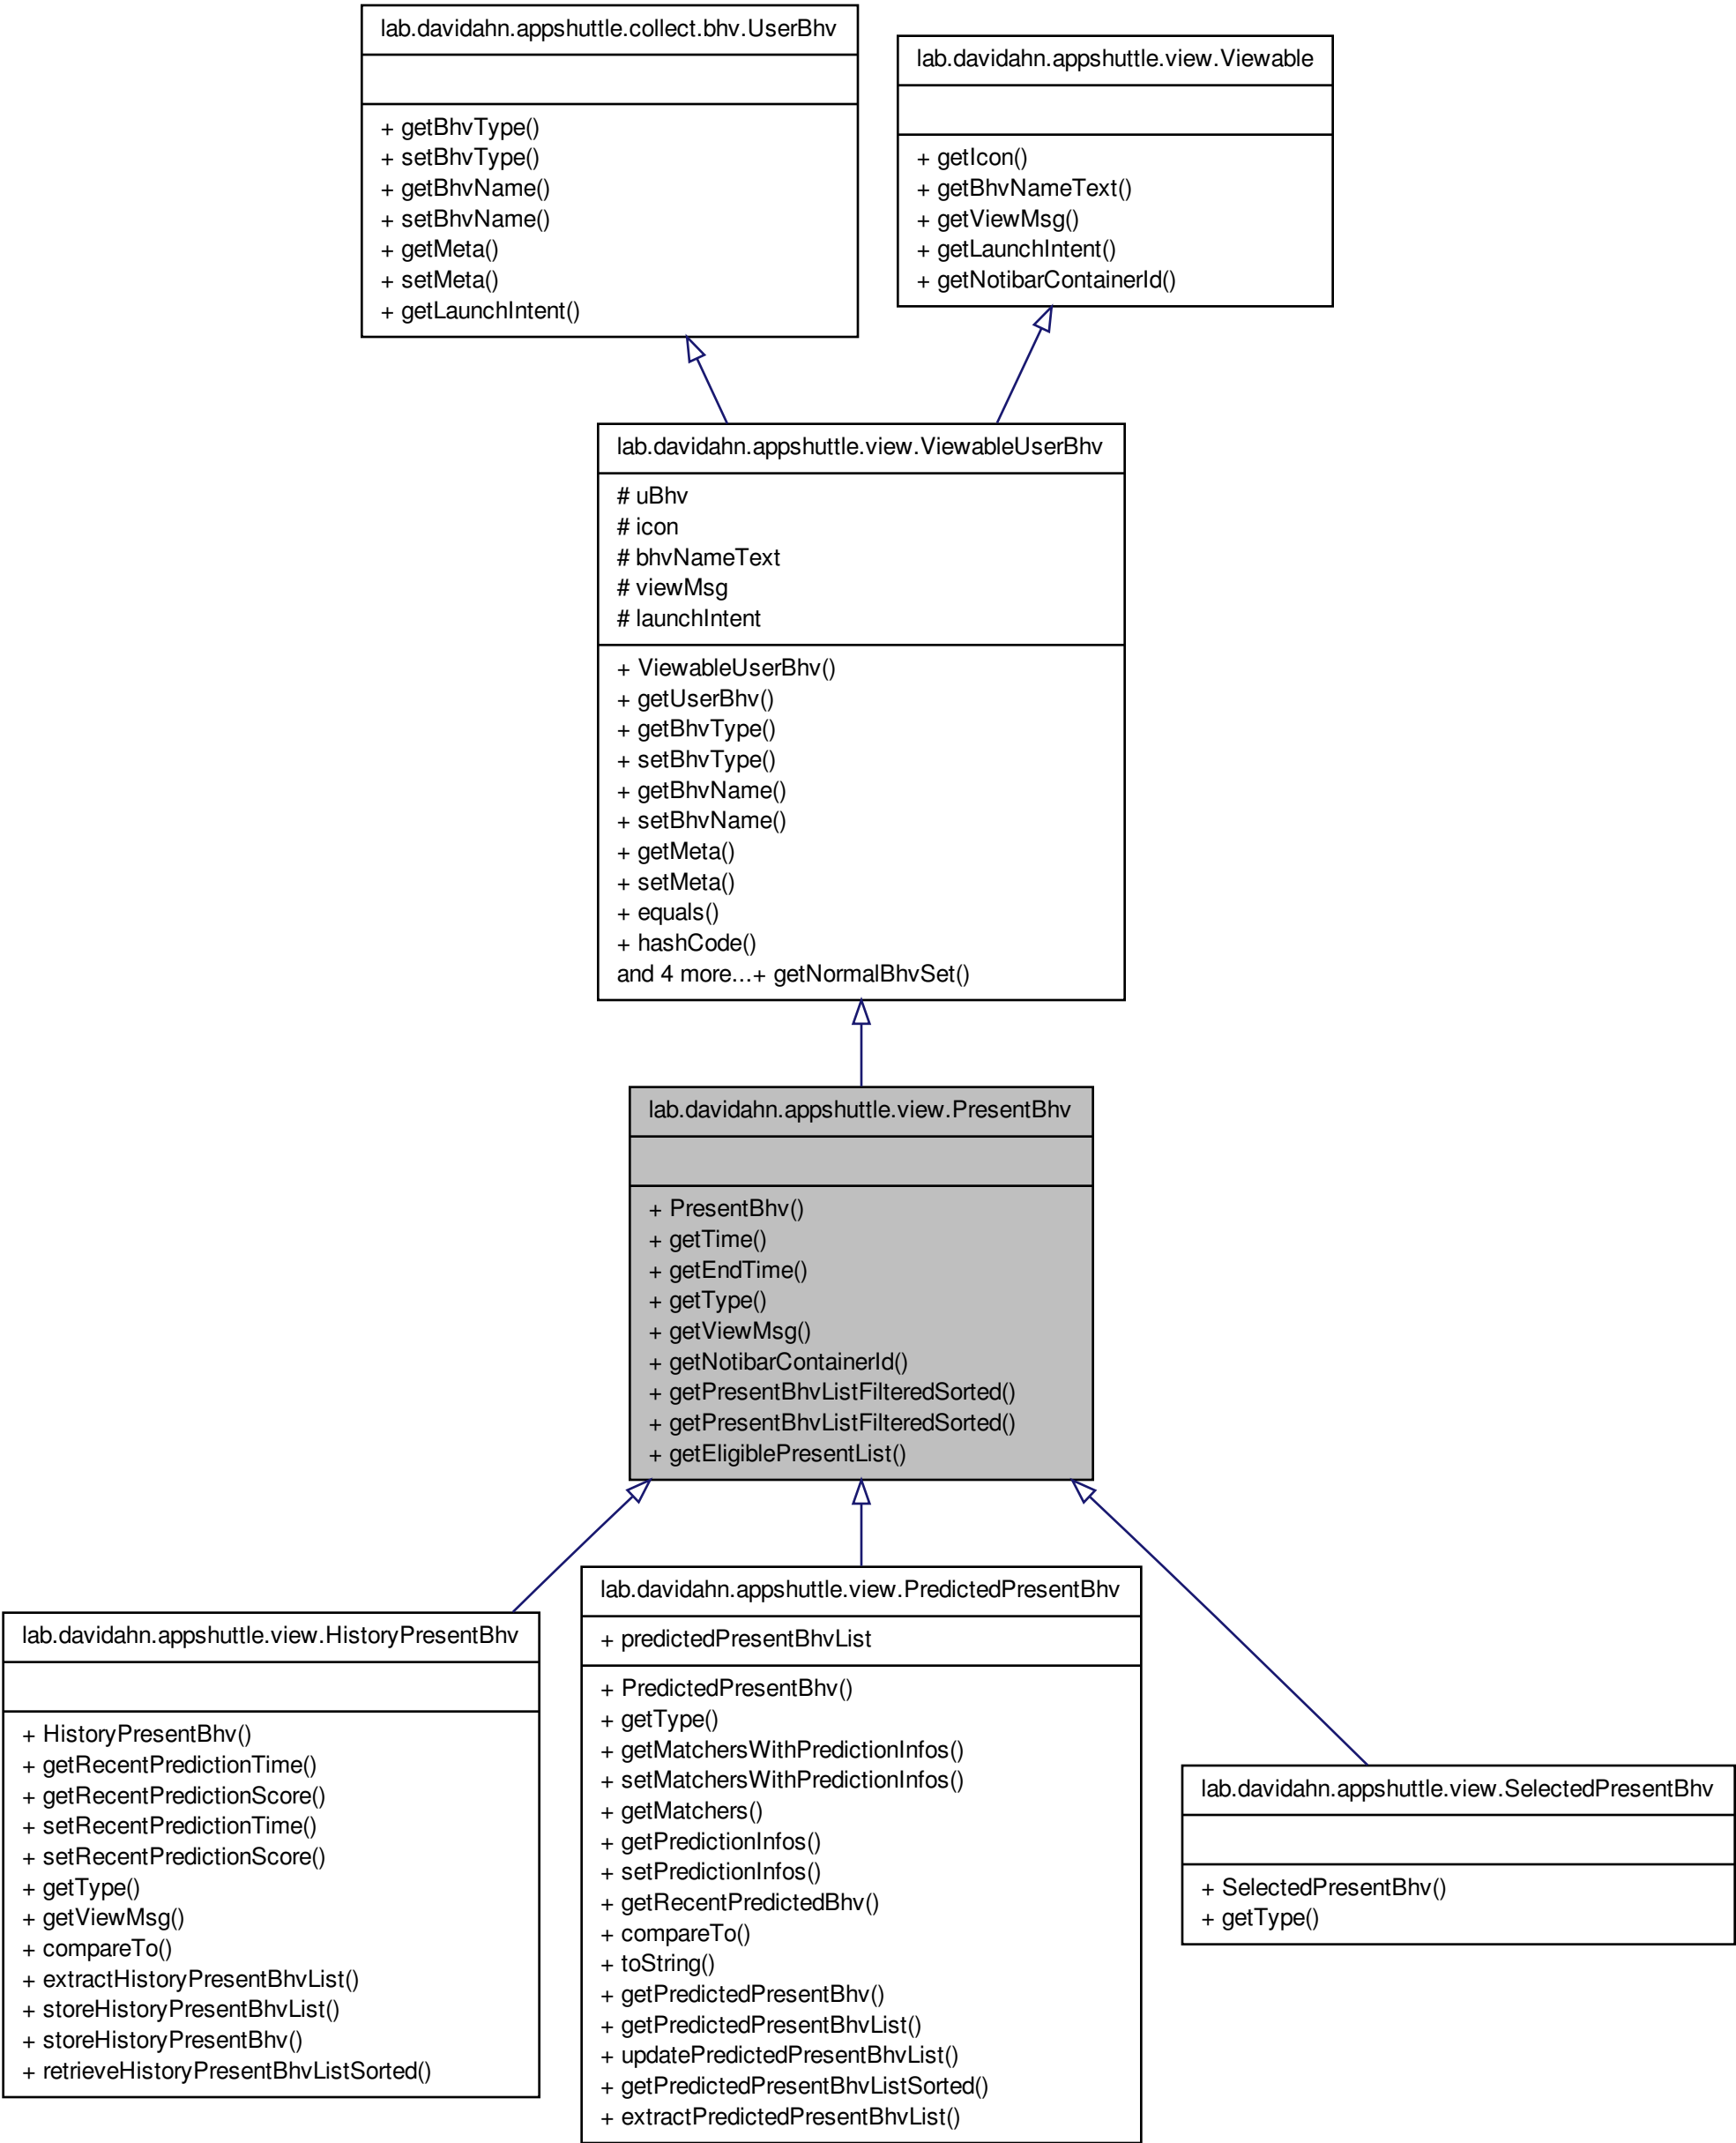 lab.davidahn.appshuttle.collect.bhv.UserBhv
+ getBhvType()
+ setBhvType()
+ getBhvName()
+ setBhvName()
+ getMeta()
+ setMeta()
+ getLaunchIntent()
lab.davidahn.appshuttle.view.Viewable
+ getIcon()
+ getBhvNameText()
+ getViewMsg()
+ getLaunchIntent()
+ getNotibarContainerId()
lab.davidahn.appshuttle.view.ViewableUserBhv
# uBhv
# icon
# bhvNameText
# viewMsg
# launchIntent
+ ViewableUserBhv()
+ getUserBhv()
+ getBhvType()
+ setBhvType()
+ getBhvName()
+ setBhvName()
+ getMeta()
+ setMeta()
+ equals()
+ hashCode()
and 4 more...+ getNormalBhvSet()
lab.davidahn.appshuttle.view.PresentBhv
+ PresentBhv()
+ getTime()
+ getEndTime()
+ getType()
+ getViewMsg()
+ getNotibarContainerId()
+ getPresentBhvListFilteredSorted()
+ getPresentBhvListFilteredSorted()
+ getEligiblePresentList()
lab.davidahn.appshuttle.view.HistoryPresentBhv
+ HistoryPresentBhv()
+ getRecentPredictionTime()
+ getRecentPredictionScore()
+ setRecentPredictionTime()
+ setRecentPredictionScore()
+ getType()
+ getViewMsg()
+ compareTo()
+ extractHistoryPresentBhvList()
+ storeHistoryPresentBhvList()
+ storeHistoryPresentBhv()
+ retrieveHistoryPresentBhvListSorted()
lab.davidahn.appshuttle.view.PredictedPresentBhv
+ predictedPresentBhvList
+ PredictedPresentBhv()
+ getType()
+ getMatchersWithPredictionInfos()
+ setMatchersWithPredictionInfos()
+ getMatchers()
+ getPredictionInfos()
+ setPredictionInfos()
+ getRecentPredictedBhv()
+ compareTo()
+ toString()
+ getPredictedPresentBhv()
+ getPredictedPresentBhvList()
+ updatePredictedPresentBhvList()
+ getPredictedPresentBhvListSorted()
+ extractPredictedPresentBhvList()
lab.davidahn.appshuttle.view.SelectedPresentBhv
+ SelectedPresentBhv()
+ getType()